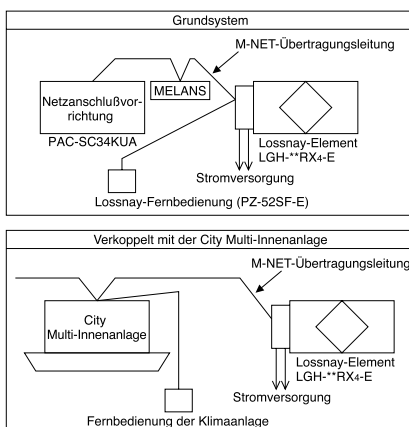 Grundsystem
M-NET-Übertragungsleitung
Netzanschlußvor-
richtung
MELANS
PAC-SC34KUA
Lossnay-Element
LGH-**RX4-E
Stromversorgung
Lossnay-Fernbedienung (PZ-52SF-E)
Verkoppelt mit der City Multi-Innenanlage
M-NET-Übertragungsleitung
City
Multi-Innenanlage
Lossnay-Element
LGH-**RX4-E
Stromversorgung
Fernbedienung der Klimaanlage